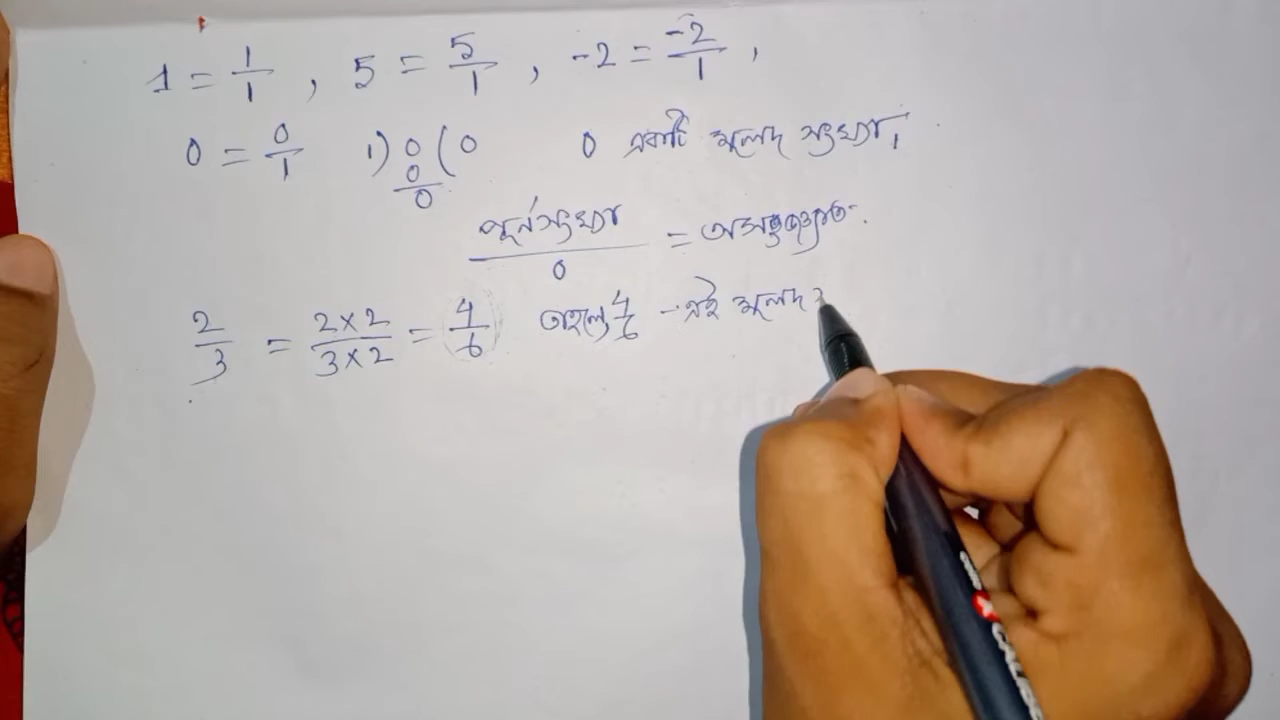 1 = 1/1 , 5 = 5/1 , -2 = -2/1 ,
0 = 0/1 1) 0 (0 0 একটি মূলদ সংখ্যা,
0
0
পূর্ণসংখ্যা/0 =
2/3 = 2×2/3×2 = 4/6 তাহলে 4/6 - এই মূলদ